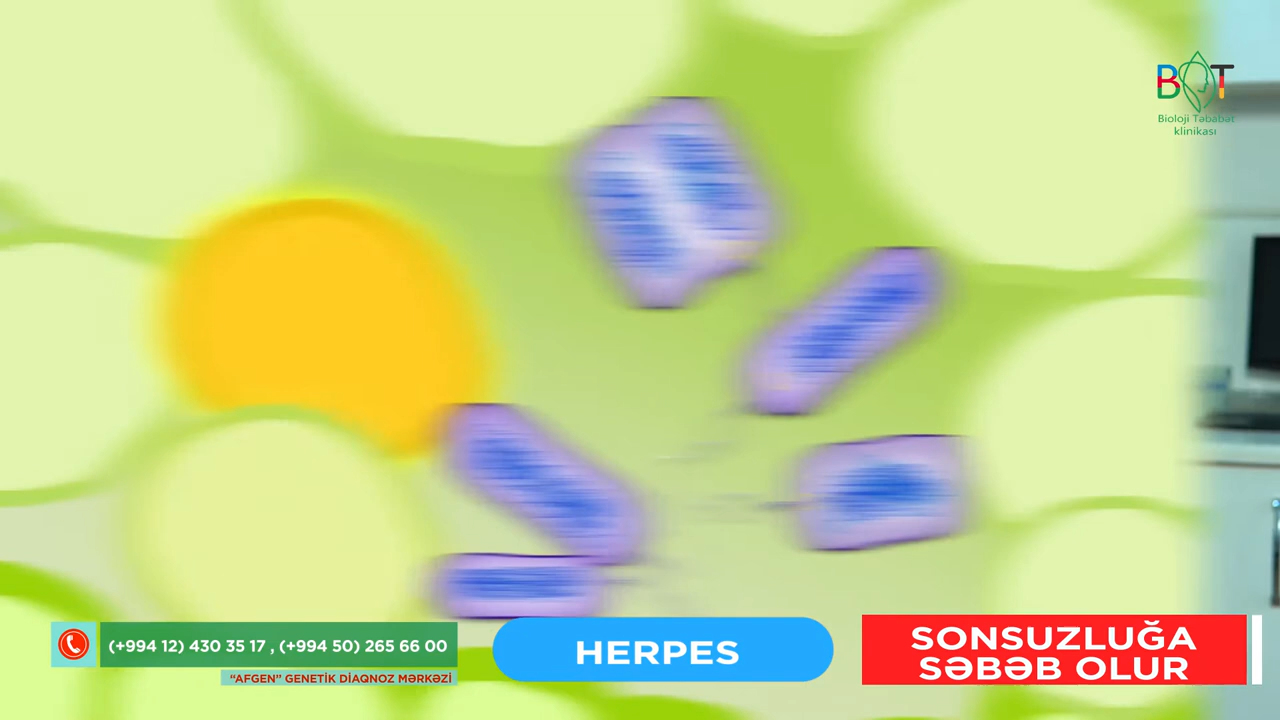 BT
Bioloji Təbabət
klinikası
(+994 12) 430 35 17 , (+994 50) 265 66 00
“AFGEN” GENETİK DİAQNOZ MƏRKƏZİ
HERPES
SONSUZLUĞA
SƏBƏB OLUR